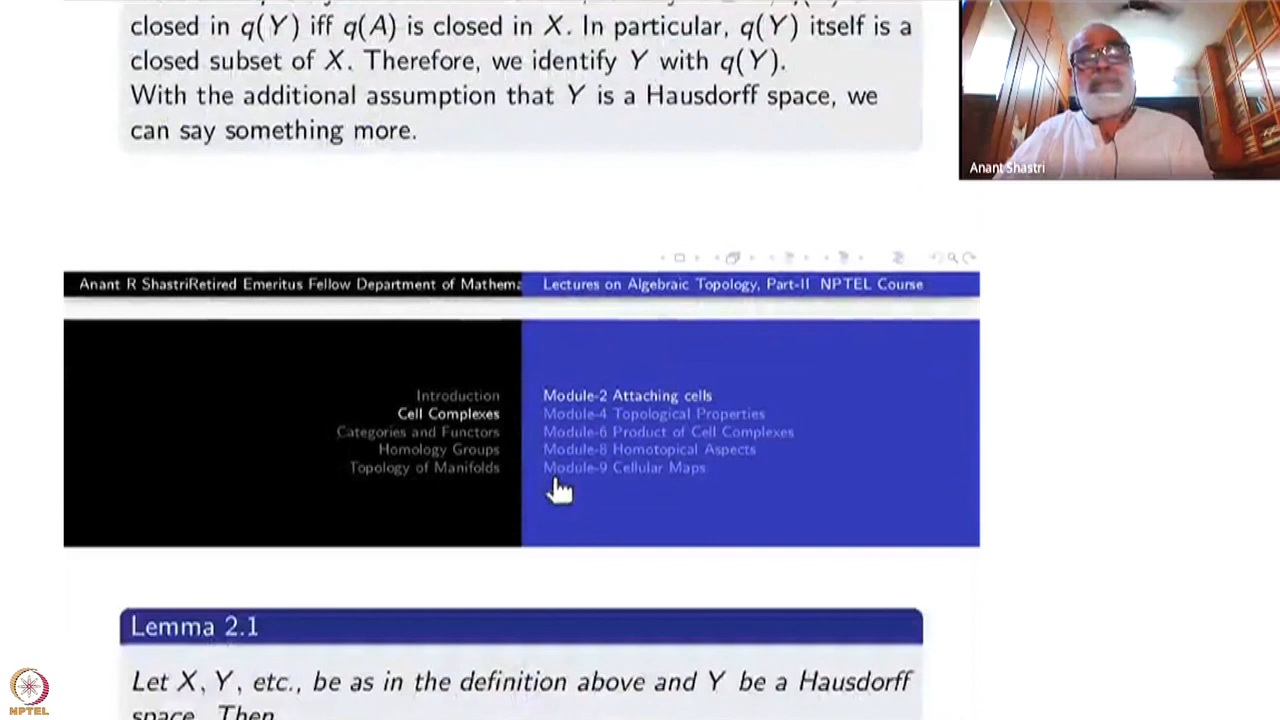 closed in q(Y) iff q(A) is closed in X. In particular, q(Y) itself is a
closed subset of X. Therefore, we identify Y with q(Y).
With the additional assumption that Y is a Hausdorff space, we
can say something more.
Anant Shastri
Anant R ShastriRetired Emeritus Fellow Department of Mathema
Lectures on Algebraic Topology, Part-II NPTEL Course
Introduction
Cell Complexes
Categories and Functors
Homology Groups
Topology of Manifolds
Module-2 Attaching cells
Module-4 Topological Properties
Module-6 Product of Cell Complexes
Module-8 Homotopical Aspects
Module-9 Cellular Maps
Lemma 2.1
Let X, Y, etc., be as in the definition above and Y be a Hausdorff
space. Then
NPTEL